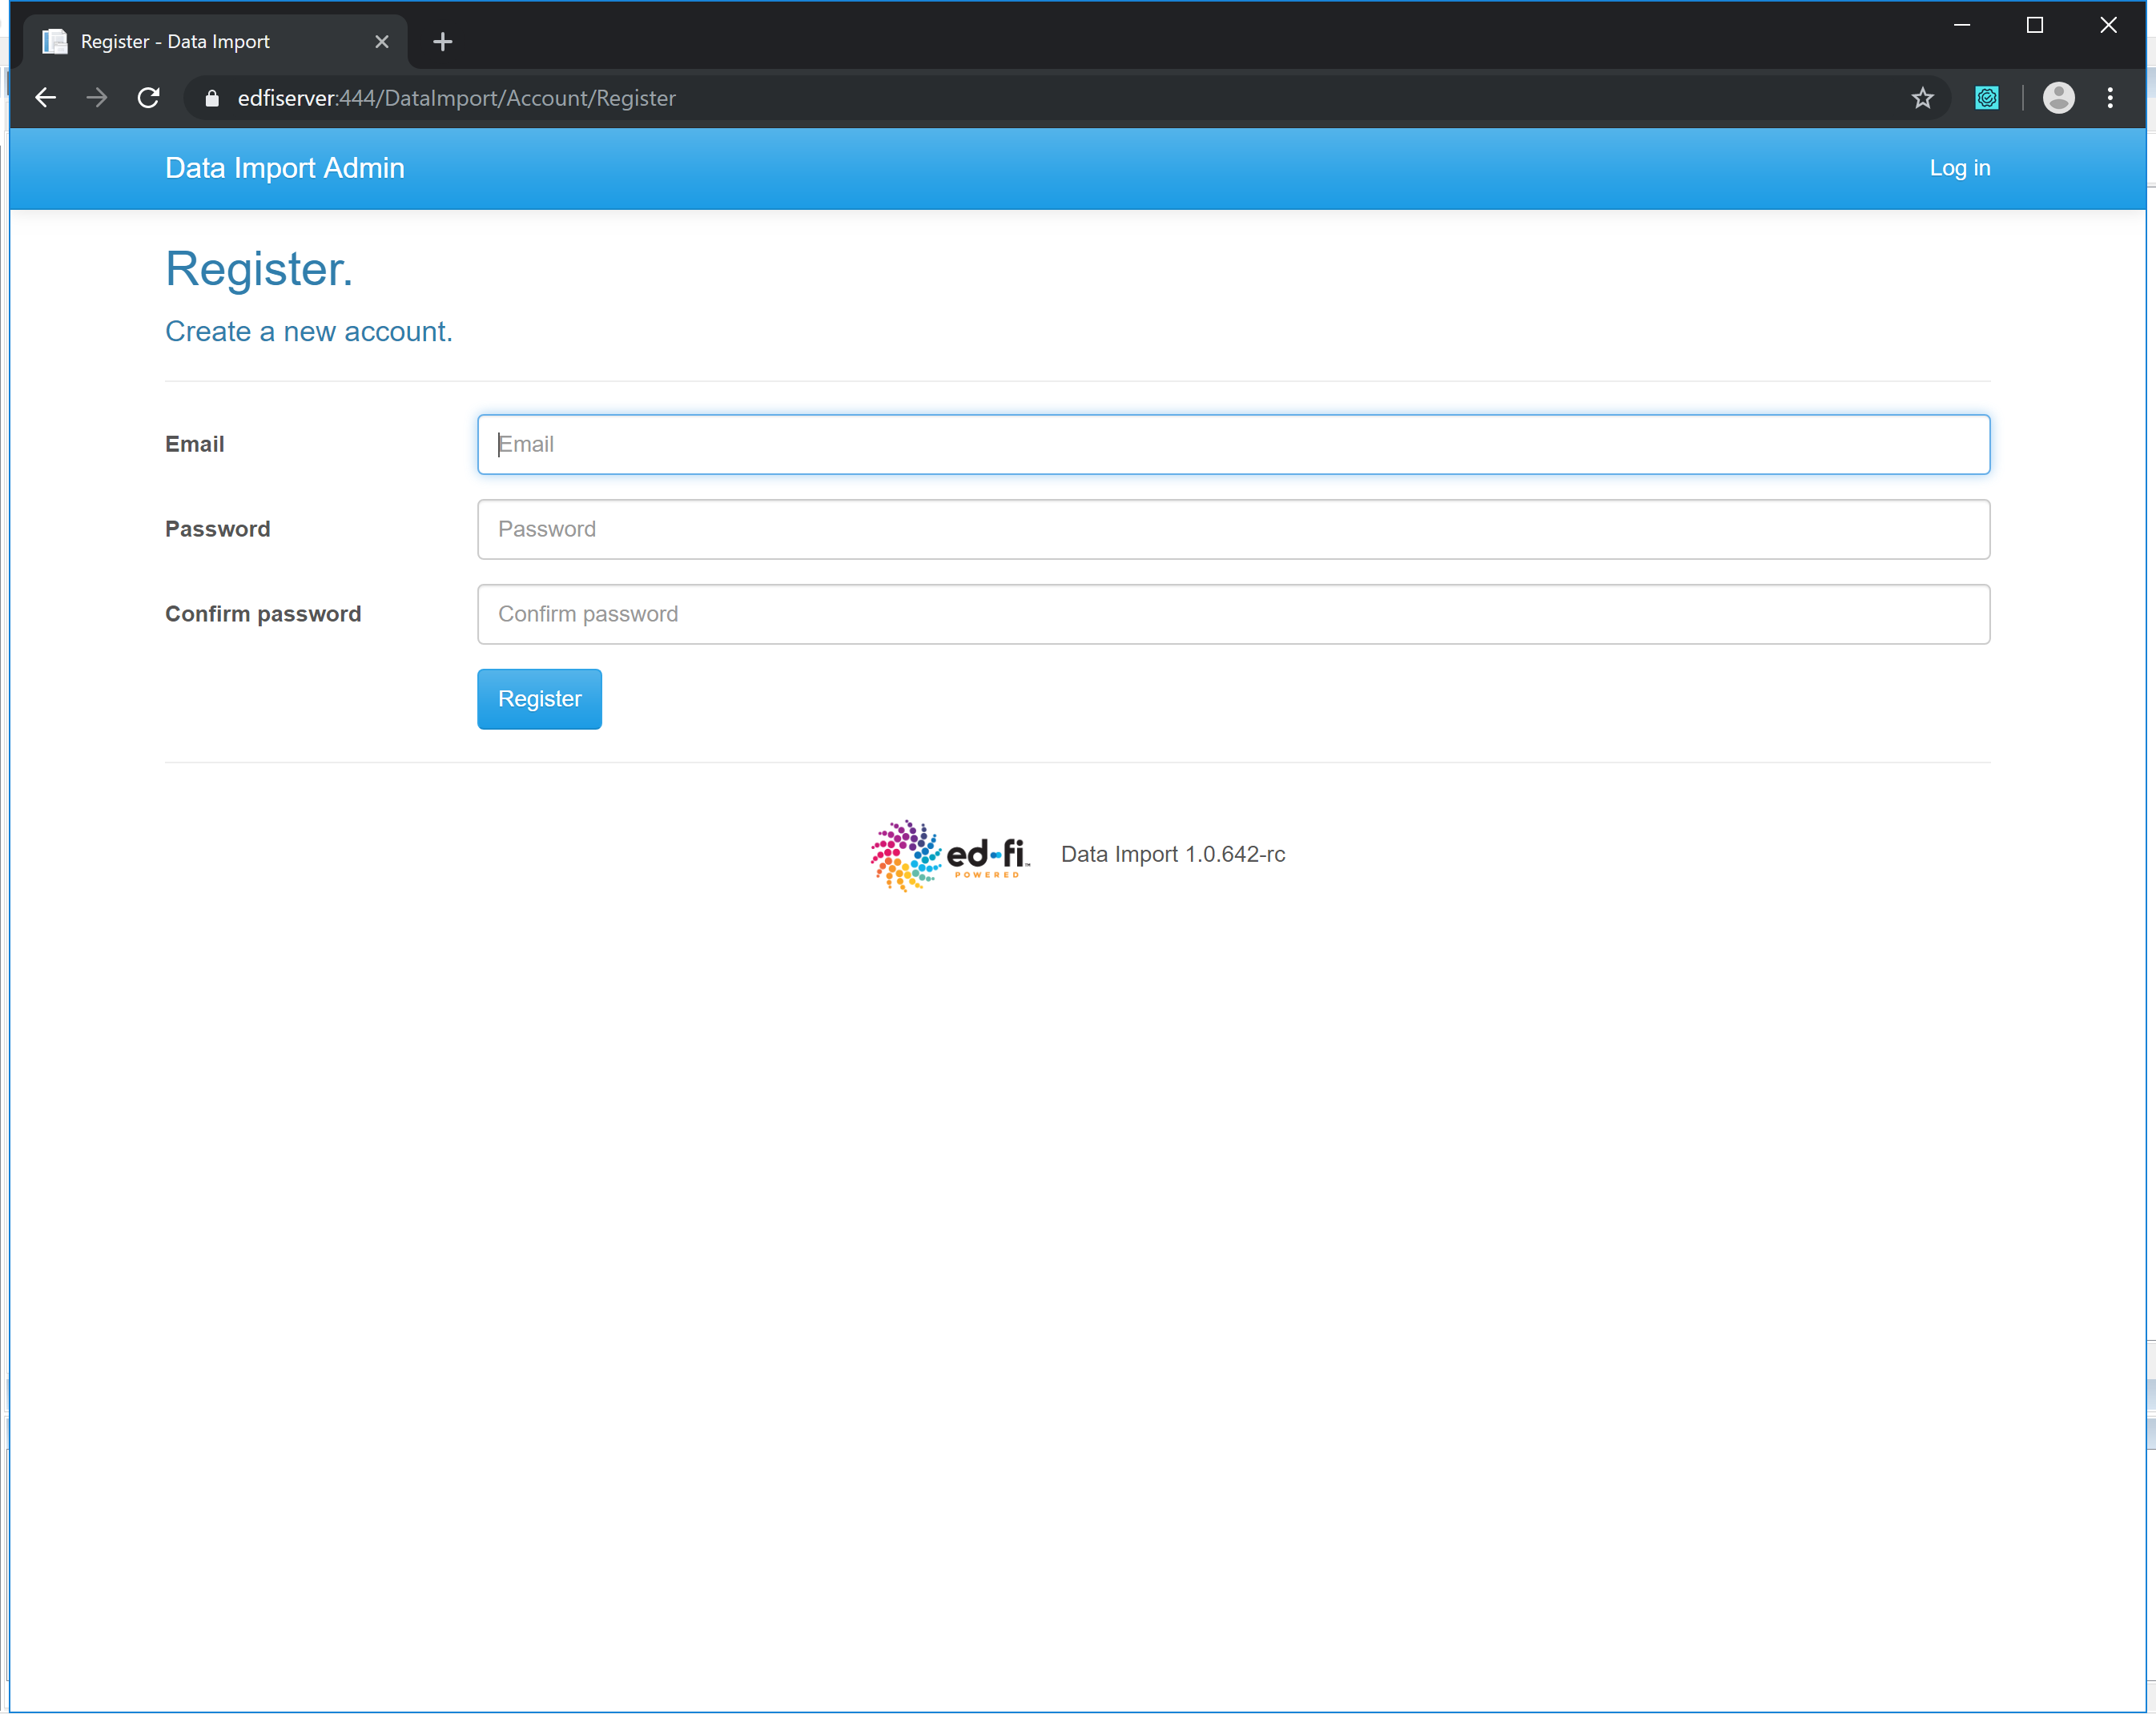 Register - Data Import
edfiserver:444/DataImport/Account/Register
Data Import Admin
Log in
Register.
Create a new account.
Email
Email
Password
Password
Confirm password
Confirm password
Register
ed-fi™
POWERED
Data Import 1.0.642-rc